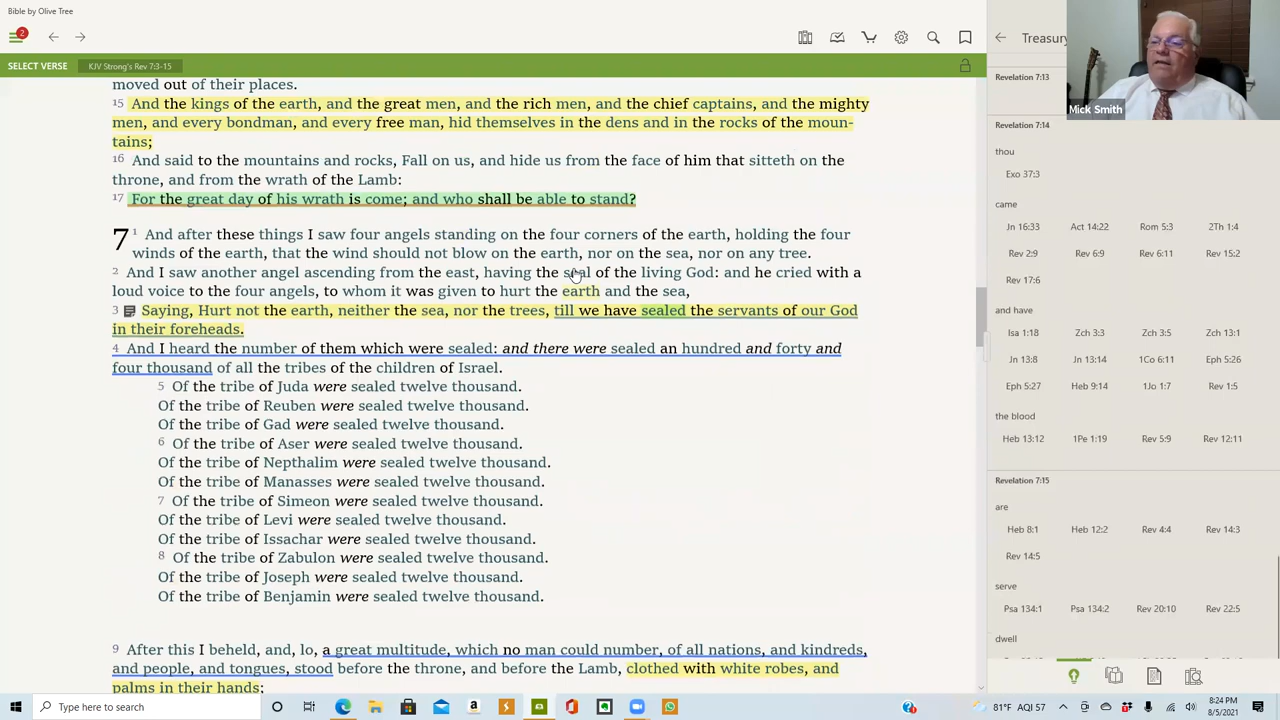 Bible by Olive Tree
2
SELECT VERSE KJV Strong's Rev 7:3-15
moved out of their places.
15 And the kings of the earth, and the great men, and the rich men, and the chief captains, and the mighty
men, and every bondman, and every free man, hid themselves in the dens and in the rocks of the moun-
tains;
16 And said to the mountains and rocks, Fall on us, and hide us from the face of him that sitteth on the
throne, and from the wrath of the Lamb:
17 For the great day of his wrath is come; and who shall be able to stand?
7 1 And after these things I saw four angels standing on the four corners of the earth, holding the four
winds of the earth, that the wind should not blow on the earth, nor on the sea, nor on any tree.
2 And I saw another angel ascending from the east, having the seal of the living God: and he cried with a
loud voice to the four angels, to whom it was given to hurt the earth and the sea,
3 Saying, Hurt not the earth, neither the sea, nor the trees, till we have sealed the servants of our God
in their foreheads.
4 And I heard the number of them which were sealed: and there were sealed an hundred and forty and
four thousand of all the tribes of the children of Israel.
5 Of the tribe of Juda were sealed twelve thousand.
Of the tribe of Reuben were sealed twelve thousand.
Of the tribe of Gad were sealed twelve thousand.
6 Of the tribe of Aser were sealed twelve thousand.
Of the tribe of Nepthalim were sealed twelve thousand.
Of the tribe of Manasses were sealed twelve thousand.
7 Of the tribe of Simeon were sealed twelve thousand.
Of the tribe of Levi were sealed twelve thousand.
Of the tribe of Issachar were sealed twelve thousand.
8 Of the tribe of Zabulon were sealed twelve thousand.
Of the tribe of Joseph were sealed twelve thousand.
Of the tribe of Benjamin were sealed twelve thousand.
9 After this I beheld, and, lo, a great multitude, which no man could number, of all nations, and kindreds,
and people, and tongues, stood before the throne, and before the Lamb, clothed with white robes, and
palms in their hands;
Treasury
Mick Smith
Revelation 7:13
Revelation 7:14
thou
Exo 37:3
came
Jn 16:33 Act 14:22 Rom 5:3 2Th 1:4
Rev 2:9 Rev 6:9 Rev 6:11 Rev 15:2
Rev 17:6
and have
Isa 1:18 Zch 3:3 Zch 3:5 Zch 13:1
Jn 13:8 Jn 13:14 1Co 6:11 Eph 5:26
Eph 5:27 Heb 9:14 1Jo 1:7 Rev 1:5
the blood
Heb 13:12 1Pe 1:19 Rev 5:9 Rev 12:11
Revelation 7:15
are
Heb 8:1 Heb 12:2 Rev 4:4 Rev 14:3
Rev 14:5
serve
Psa 134:1 Psa 134:2 Rev 20:10 Rev 22:5
dwell
Type here to search
81°F AQI 57
8:24 PM
8/5/2021